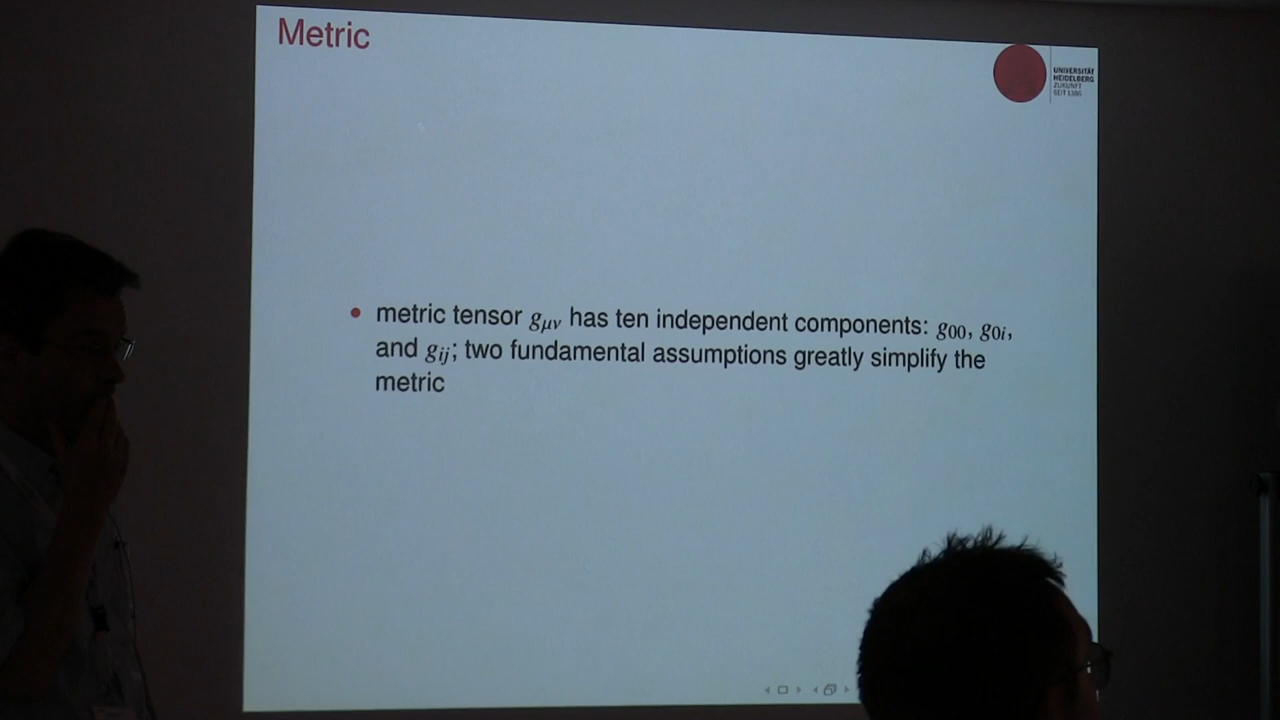 Metric
UNIVERSITÄT
HEIDELBERG
ZUKUNFT
SEIT 1386
• metric tensor gμν has ten independent components: g00, g0i,
and gij; two fundamental assumptions greatly simplify the
metric